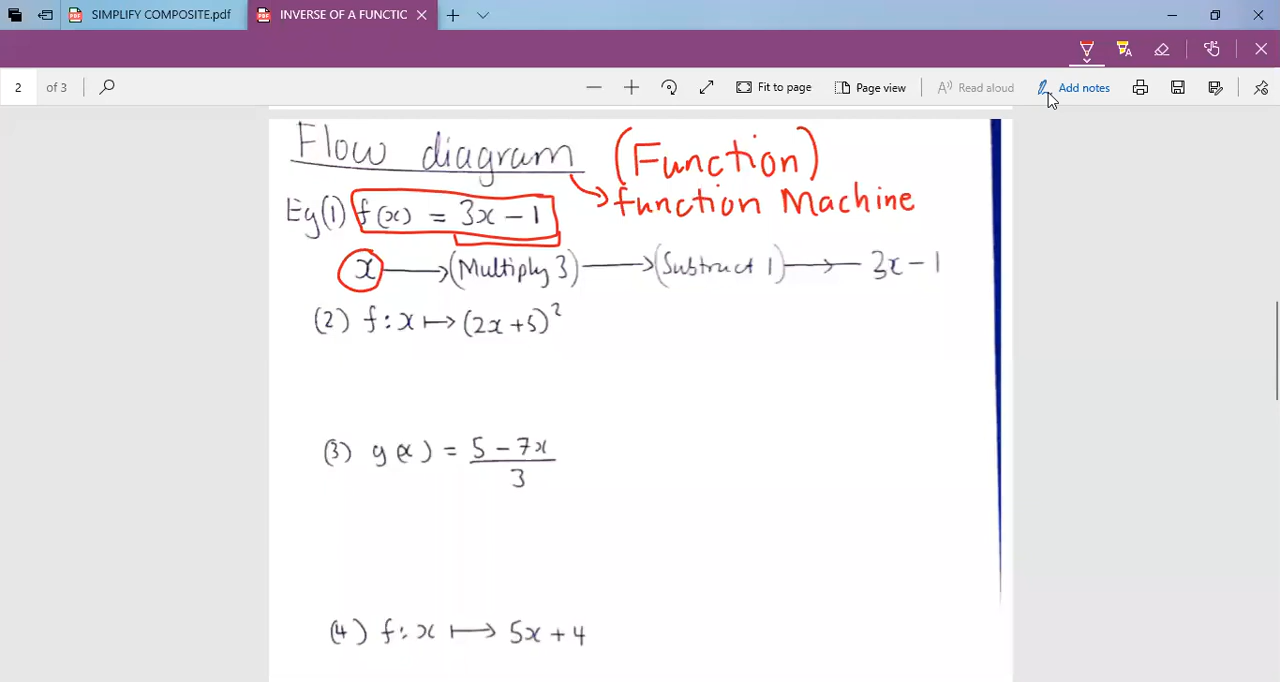 SIMPLIFY COMPOSITE.pdf INVERSE OF A FUNCTIC
2 of 3 Fit to page Page view Read aloud Add notes
Flow diagram (Function)
function Machine
Eg(1) f(x) = 3x - 1
x → (Multiply 3) → (Subtract 1) → 3x - 1
(2) f : x ↦ (2x + 5)²
(3) g(x) = 5 - 7x
3
(4) f : x ↦ 5x + 4